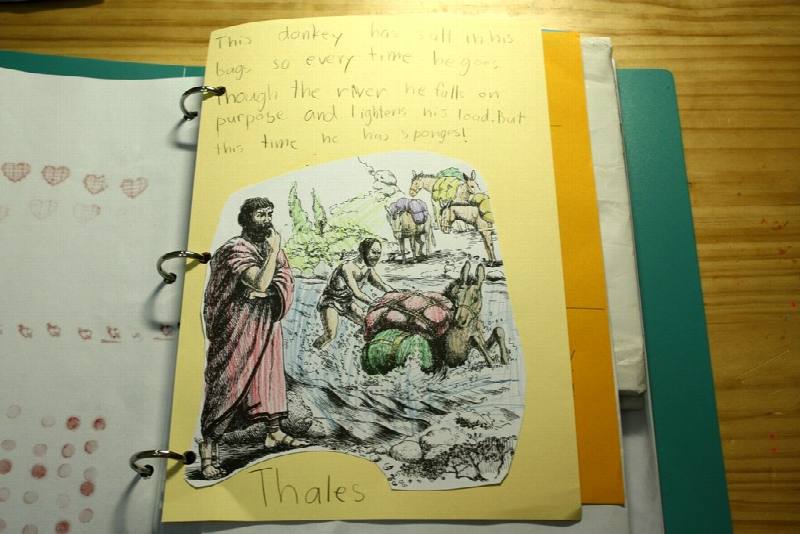 This donkey has sall in his
bags so every time he goes
though the river he falls on
purpose and lightens his load. But
this time he has sponges!
Thales